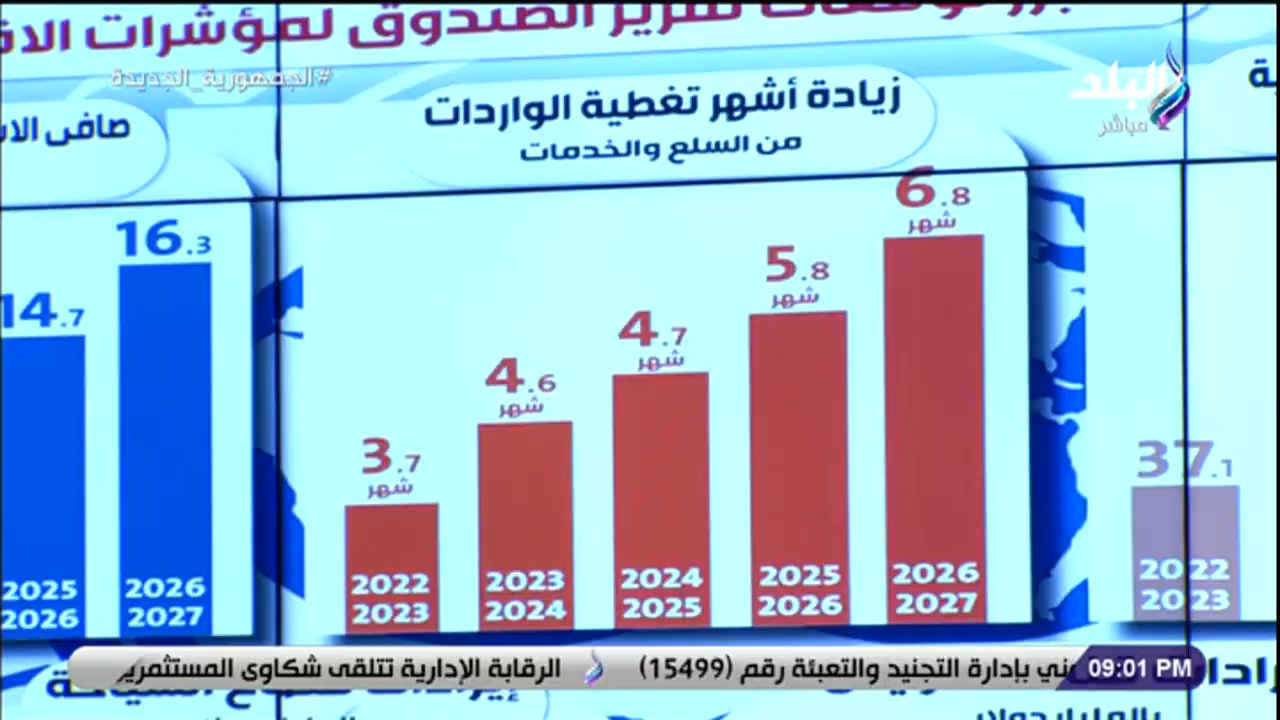 تقرير الصندوق لمؤشرات
#الجمهورية_الجديدة
البلد
مباشر
زيادة أشهر تغطية الواردات
من السلع والخدمات
3.7
شهر
2022
2023
4.6
شهر
2023
2024
4.7
شهر
2024
2025
5.8
شهر
2025
2026
6.8
شهر
2026
2027
صافى
14.7
2025
2026
16.3
2026
2027
37.1
2022
2023
بإدارة التجنيد والتعبئة رقم (15499) الرقابة الإدارية تتلقى شكاوى
09:01 PM